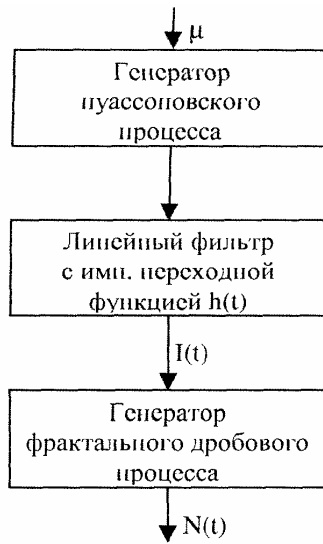 μ
Генератор
пуассоновского
процесса
Линейный фильтр
с имп. переходной
функцией h(t)
I(t)
Генератор
фрактального дробового
процесса
N(t)